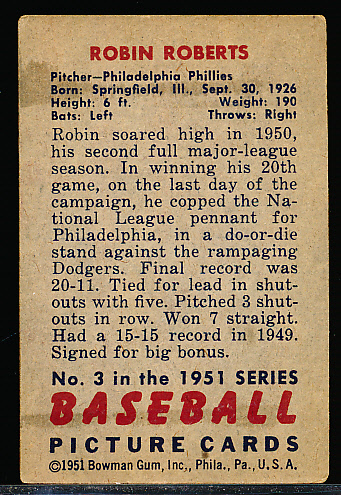 ROBIN ROBERTS
Pitcher—Philadelphia Phillies
Born: Springfield, Ill., Sept. 30, 1926
Height: 6 ft. Weight: 190
Bats: Left Throws: Right
Robin soared high in 1950,
his second full major-league
season. In winning his 20th
game, on the last day of the
campaign, he copped the Na-
tional League pennant for
Philadelphia, in a do-or-die
stand against the rampaging
Dodgers. Final record was
20-11. Tied for lead in shut-
outs with five. Pitched 3 shut-
outs in row. Won 7 straight.
Had a 15-15 record in 1949.
Signed for big bonus.
No. 3 in the 1951 SERIES
BASEBALL
PICTURE CARDS
©1951 Bowman Gum, Inc., Phila., Pa., U. S. A.